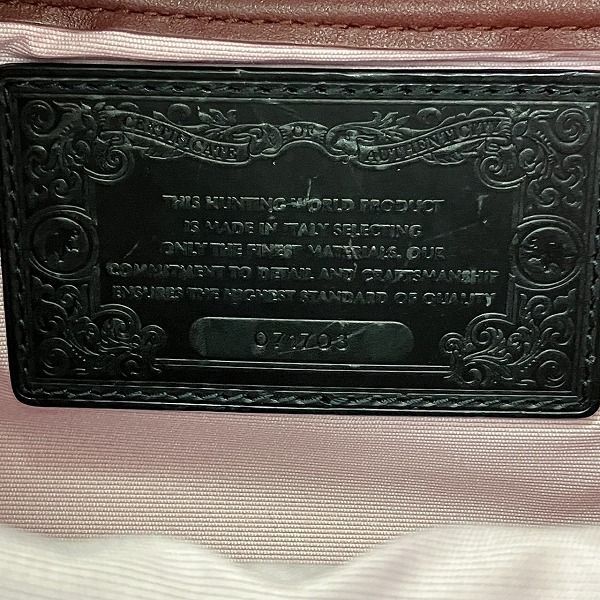 CERTIFICATE OF AUTHENTICITY
THIS HUNTING WORLD PRODUCT
IS MADE IN ITALY SELECTING
ONLY THE FINEST MATERIALS. OUR
COMMITMENT TO DETAIL AND CRAFTSMANSHIP
ENSURES THE HIGHEST STANDARD OF QUALITY
071703